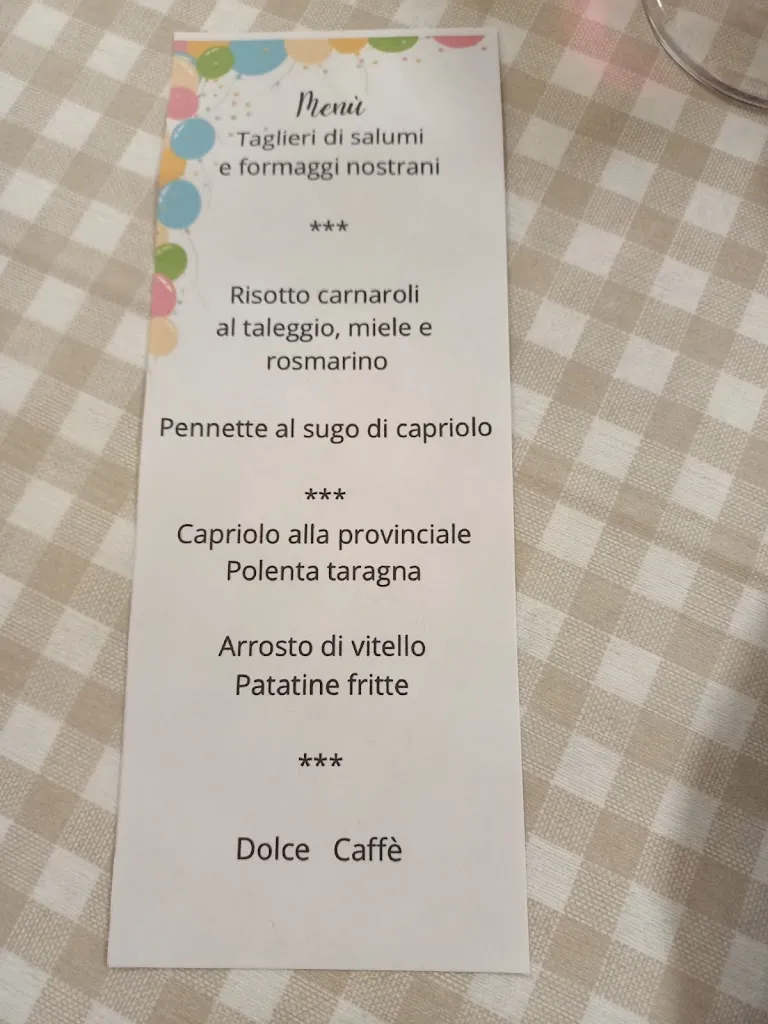 Menù
Taglieri di salumi
e formaggi nostrani
***
Risotto carnaroli
al taleggio, miele e
rosmarino
Pennette al sugo di capriolo
***
Capriolo alla provinciale
Polenta taragna
Arrosto di vitello
Patatine fritte
***
Dolce Caffè